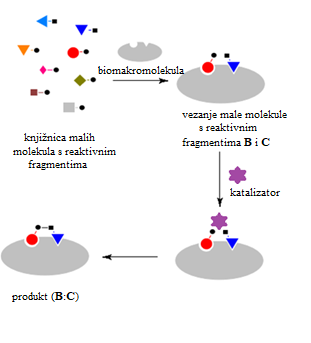 biomakromolekula
knjižnica malih
molekula s reaktivnim
fragmentima
vezanje male molekule
s reaktivnim
fragmentima B i C
katalizator
produkt (B:C)